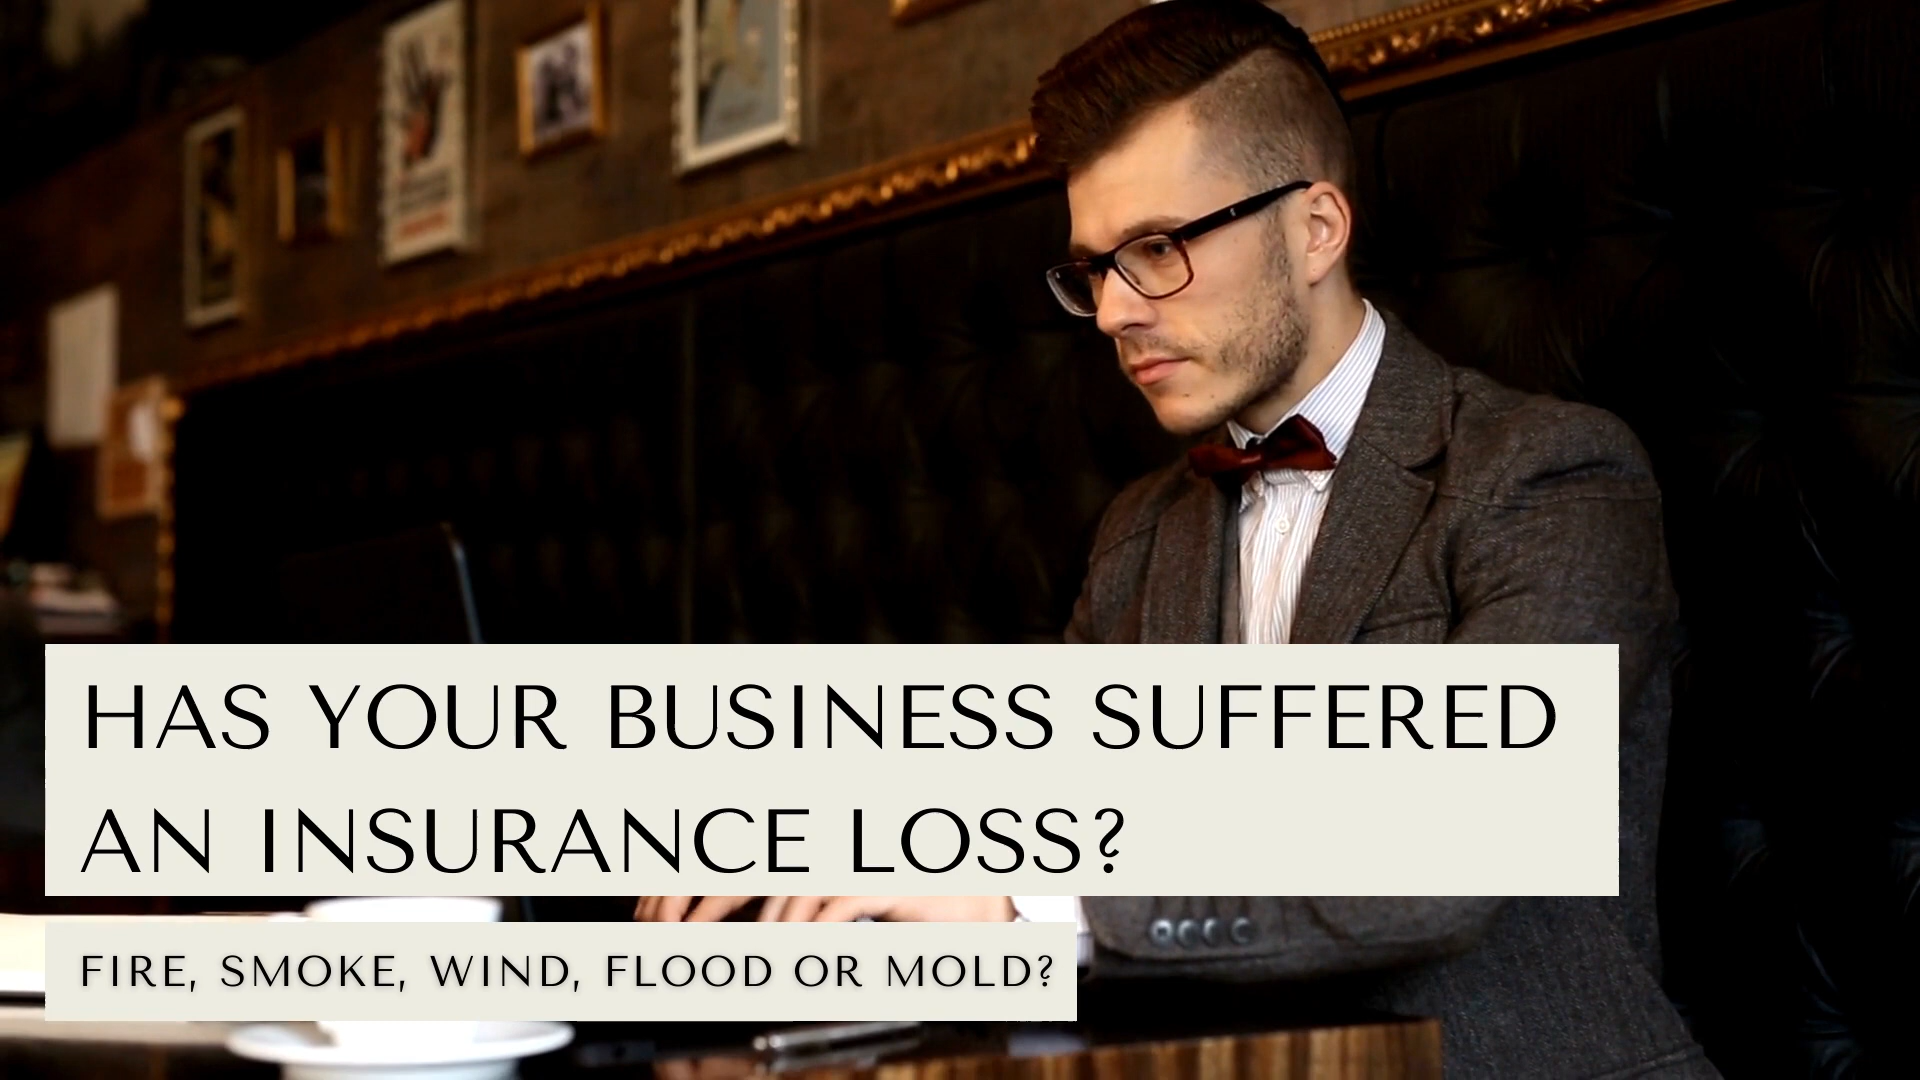 HAS YOUR BUSINESS SUFFERED
AN INSURANCE LOSS?
FIRE, SMOKE, WIND, FLOOD OR MOLD?